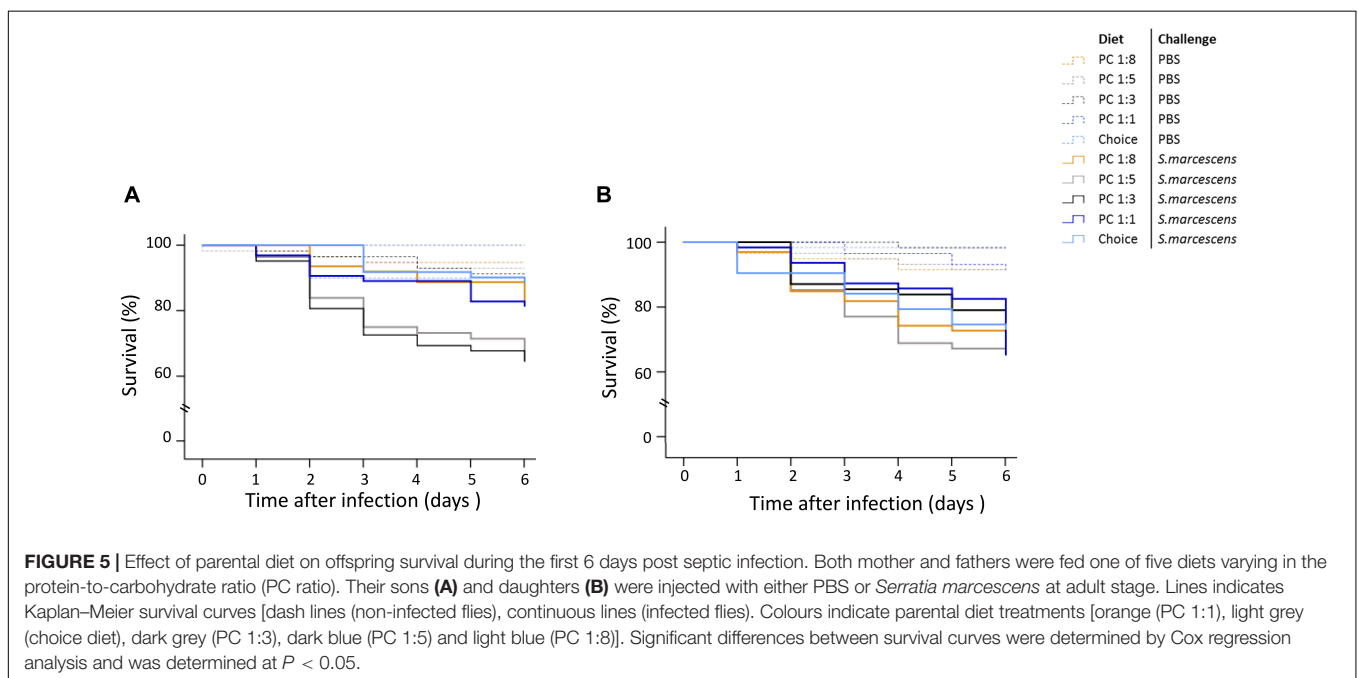 Diet Challenge
PC 1:8 PBS
PC 1:5 PBS
PC 1:3 PBS
PC 1:1 PBS
Choice PBS
PC 1:8 S.marcescens
PC 1:5 S.marcescens
PC 1:3 S.marcescens
PC 1:1 S.marcescens
Choice S.marcescens
A
Survival (%)
100
80
60
0
0 1 2 3 4 5 6
Time after infection (days )
B
Survival (%)
100
80
60
0
0 1 2 3 4 5 6
Time after infection (days )
FIGURE 5 | Effect of parental diet on offspring survival during the first 6 days post septic infection. Both mother and fathers were fed one of five diets varying in the
protein-to-carbohydrate ratio (PC ratio). Their sons (A) and daughters (B) were injected with either PBS or Serratia marcescens at adult stage. Lines indicates
Kaplan–Meier survival curves [dash lines (non-infected flies), continuous lines (infected flies). Colours indicate parental diet treatments [orange (PC 1:1), light grey
(choice diet), dark grey (PC 1:3), dark blue (PC 1:5) and light blue (PC 1:8)]. Significant differences between survival curves were determined by Cox regression
analysis and was determined at P < 0.05.